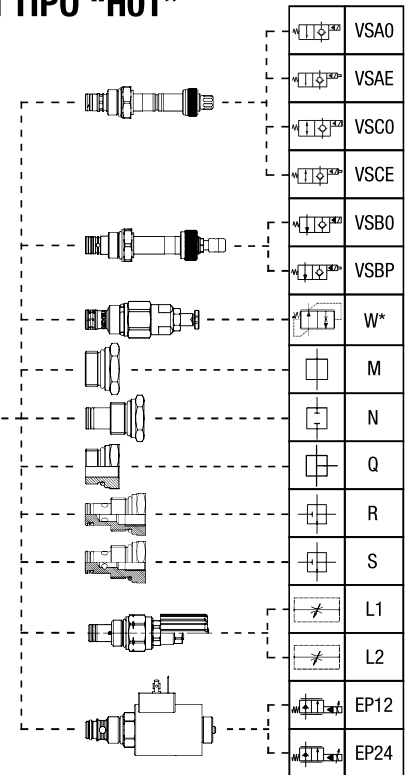 TIPO "H01"
VSA0
VSAE
VSC0
VSCE
VSB0
VSBP
W*
M
N
Q
R
S
L1
L2
EP12
EP24